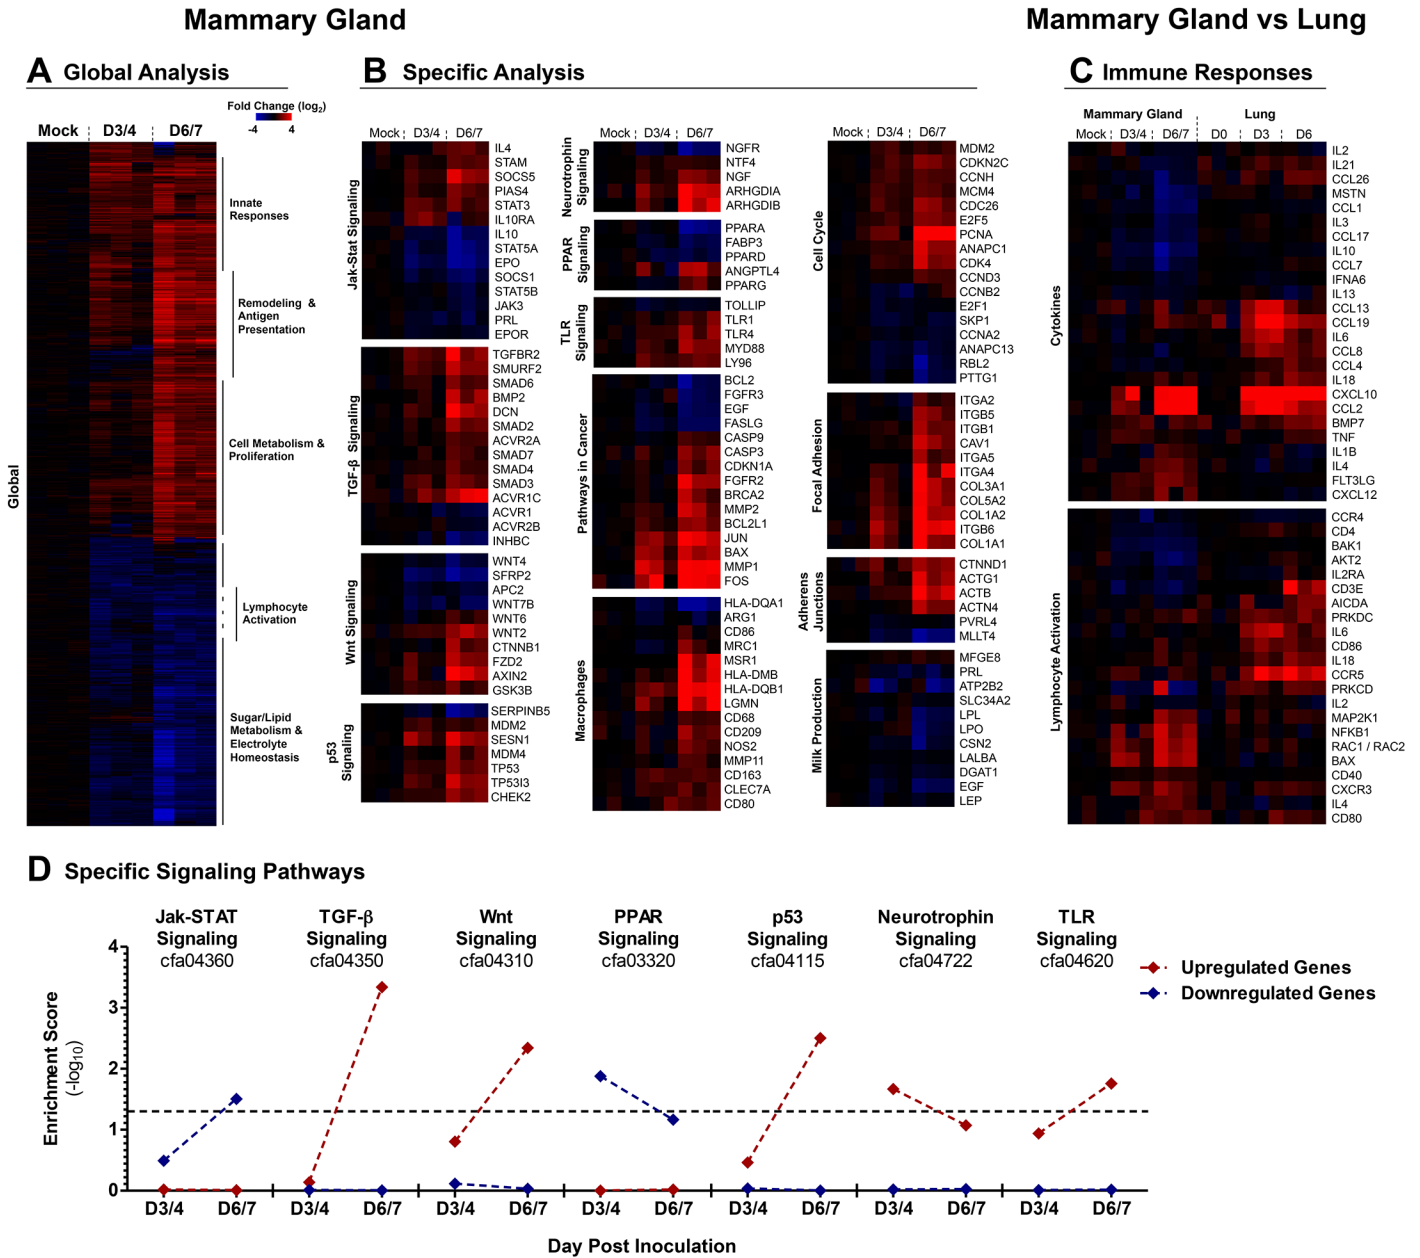 Mammary Gland
Mammary Gland vs Lung
A Global Analysis
Fold Change (log2)
-4 4
Mock D3/4 D6/7
Global
Innate
Responses
Remodeling &
Antigen
Presentation
Cell Metabolism &
Proliferation
Lymphocyte
Activation
Sugar/Lipid
Metabolism &
Electrolyte
Homeostasis
B Specific Analysis
Mock D3/4 D6/7
Jak-Stat Signaling
IL4
STAM
SOCS5
PIAS4
STAT3
IL10RA
IL10
STAT5A
EPO
SOCS1
STAT5B
JAK3
PRL
EPOR
TGF-β Signaling
TGFBR2
SMURF2
SMAD6
BMP2
DCN
SMAD2
ACVR2A
SMAD7
SMAD4
SMAD3
ACVR1C
ACVR1
ACVR2B
INHBC
Wnt Signaling
WNT4
SFRP2
APC2
WNT7B
WNT6
WNT2
CTNNB1
FZD2
AXIN2
GSK3B
p53
Signaling
SERPINB5
MDM2
SESN1
MDM4
TP53
TP53I3
CHEK2
Mock D3/4 D6/7
Neurotrophin
Signaling
NGFR
NTF4
NGF
ARHGDIA
ARHGDIB
PPAR
Signaling
PPARA
FABP3
PPARD
ANGPTL4
PPARG
TLR
Signaling
TOLLIP
TLR1
TLR4
MYD88
LY96
Pathways in Cancer
BCL2
FGFR3
EGF
FASLG
CASP9
CASP3
CDKN1A
FGFR2
BRCA2
MMP2
BCL2L1
JUN
BAX
MMP1
FOS
Macrophages
HLA-DQA1
ARG1
CD86
MRC1
MSR1
HLA-DMB
HLA-DQB1
LGMN
CD68
CD209
NOS2
MMP11
CD163
CLEC7A
CD80
Mock D3/4 D6/7
Cell Cycle
MDM2
CDKN2C
CCNH
MCM4
CDC26
E2F5
PCNA
ANAPC1
CDK4
CCND3
CCNB2
E2F1
SKP1
CCNA2
ANAPC13
RBL2
PTTG1
Focal Adhesion
ITGA2
ITGB5
ITGB1
CAV1
ITGA5
ITGA4
COL3A1
COL5A2
COL1A2
ITGB6
COL1A1
Adherens
Junctions
CTNND1
ACTG1
ACTB
ACTN4
PVRL4
MLLT4
Milk Production
MFGE8
PRL
ATP2B2
SLC34A2
LPL
LPO
CSN2
LALBA
DGAT1
EGF
LEP
C Immune Responses
Mammary Gland Lung
Mock D3/4 D6/7 D0 D3 D6
Cytokines
IL2
IL21
CCL26
MSTN
CCL1
IL3
CCL17
IL10
CCL7
IFNA6
IL13
CCL13
CCL19
IL6
CCL8
CCL4
IL18
CXCL10
CCL2
BMP7
TNF
IL1B
IL4
FLT3LG
CXCL12
Lymphocyte Activation
CCR4
CD4
BAK1
AKT2
IL2RA
CD3E
AICDA
PRKDC
IL6
CD86
IL18
CCR5
PRKCD
IL2
MAP2K1
NFKB1
RAC1 / RAC2
BAX
CD40
CXCR3
IL4
CD80
D Specific Signaling Pathways
Jak-STAT
Signaling
cfa04360
TGF-β
Signaling
cfa04350
Wnt
Signaling
cfa04310
PPAR
Signaling
cfa03320
p53
Signaling
cfa04115
Neurotrophin
Signaling
cfa04722
TLR
Signaling
cfa04620
Upregulated Genes
Downregulated Genes
Enrichment Score
(-log10)
4
3
2
1
0
D3/4 D6/7 D3/4 D6/7 D3/4 D6/7 D3/4 D6/7 D3/4 D6/7 D3/4 D6/7 D3/4 D6/7
Day Post Inoculation